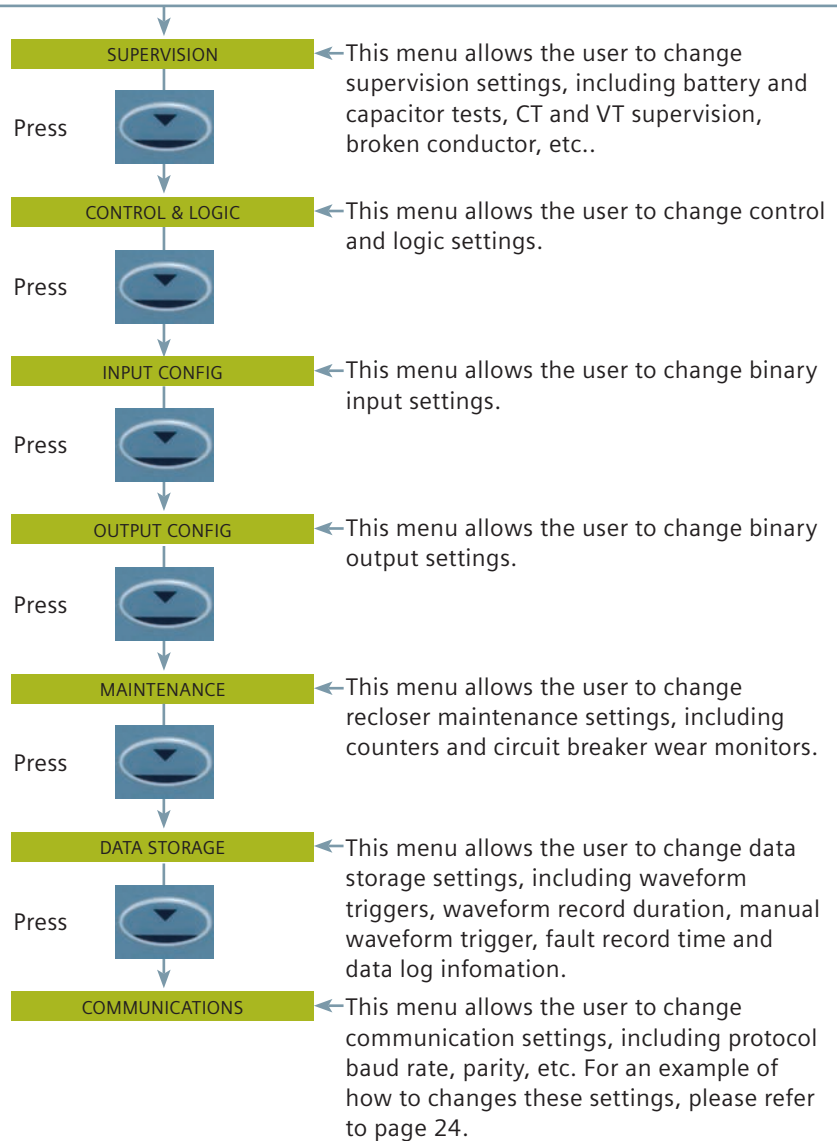 SUPERVISION
This menu allows the user to change
supervision settings, including battery and
capacitor tests, CT and VT supervision,
broken conductor, etc..
Press
CONTROL & LOGIC
This menu allows the user to change control
and logic settings.
Press
INPUT CONFIG
This menu allows the user to change binary
input settings.
Press
OUTPUT CONFIG
This menu allows the user to change binary
output settings.
Press
MAINTENANCE
This menu allows the user to change
recloser maintenance settings, including
counters and circuit breaker wear monitors.
Press
DATA STORAGE
This menu allows the user to change data
storage settings, including waveform
triggers, waveform record duration, manual
waveform trigger, fault record time and
data log infomation.
Press
COMMUNICATIONS
This menu allows the user to change
communication settings, including protocol
baud rate, parity, etc. For an example of
how to changes these settings, please refer
to page 24.